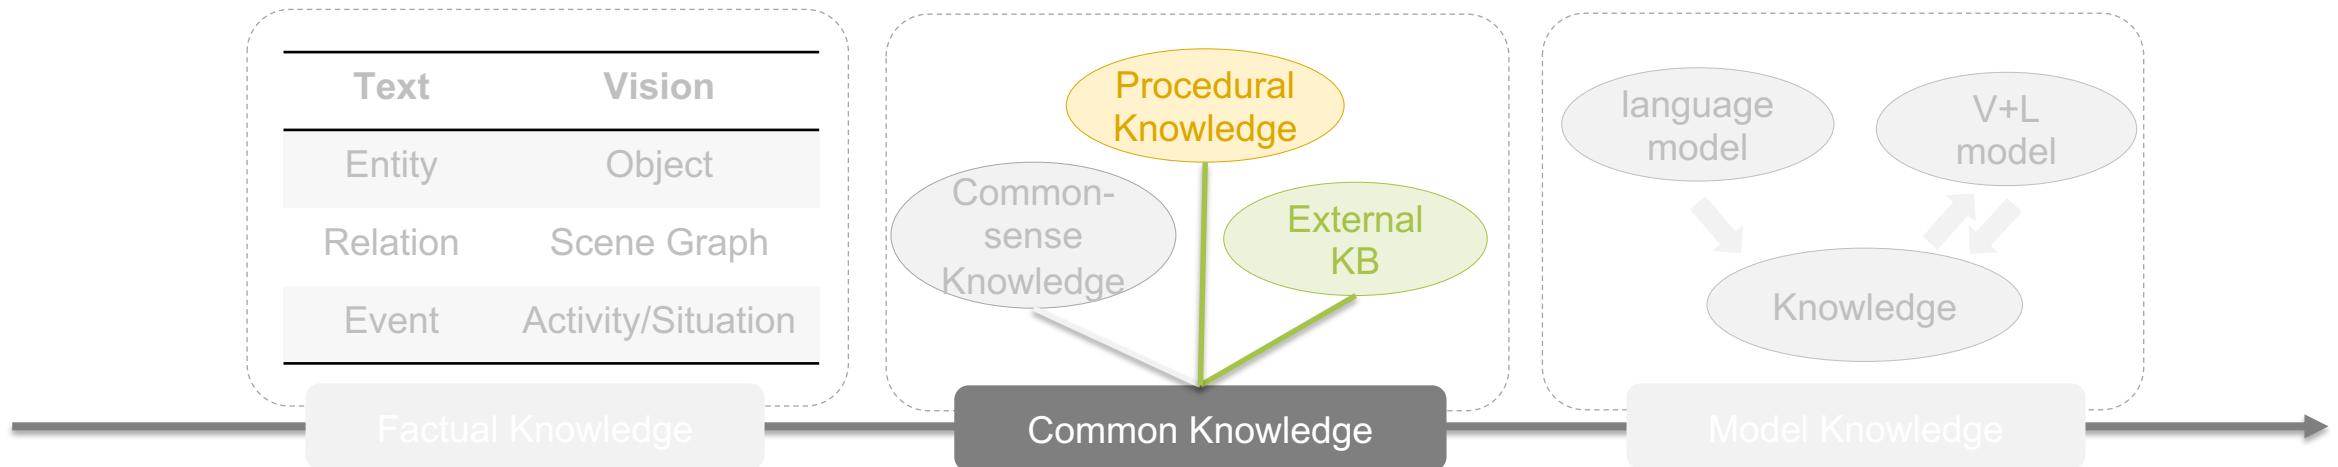 Text Vision
Entity Object
Relation Scene Graph
Event Activity/Situation
Factual Knowledge
Procedural
Knowledge
Common-
sense
Knowledge
External
KB
Common Knowledge
language
model
V+L
model
Knowledge
Model Knowledge